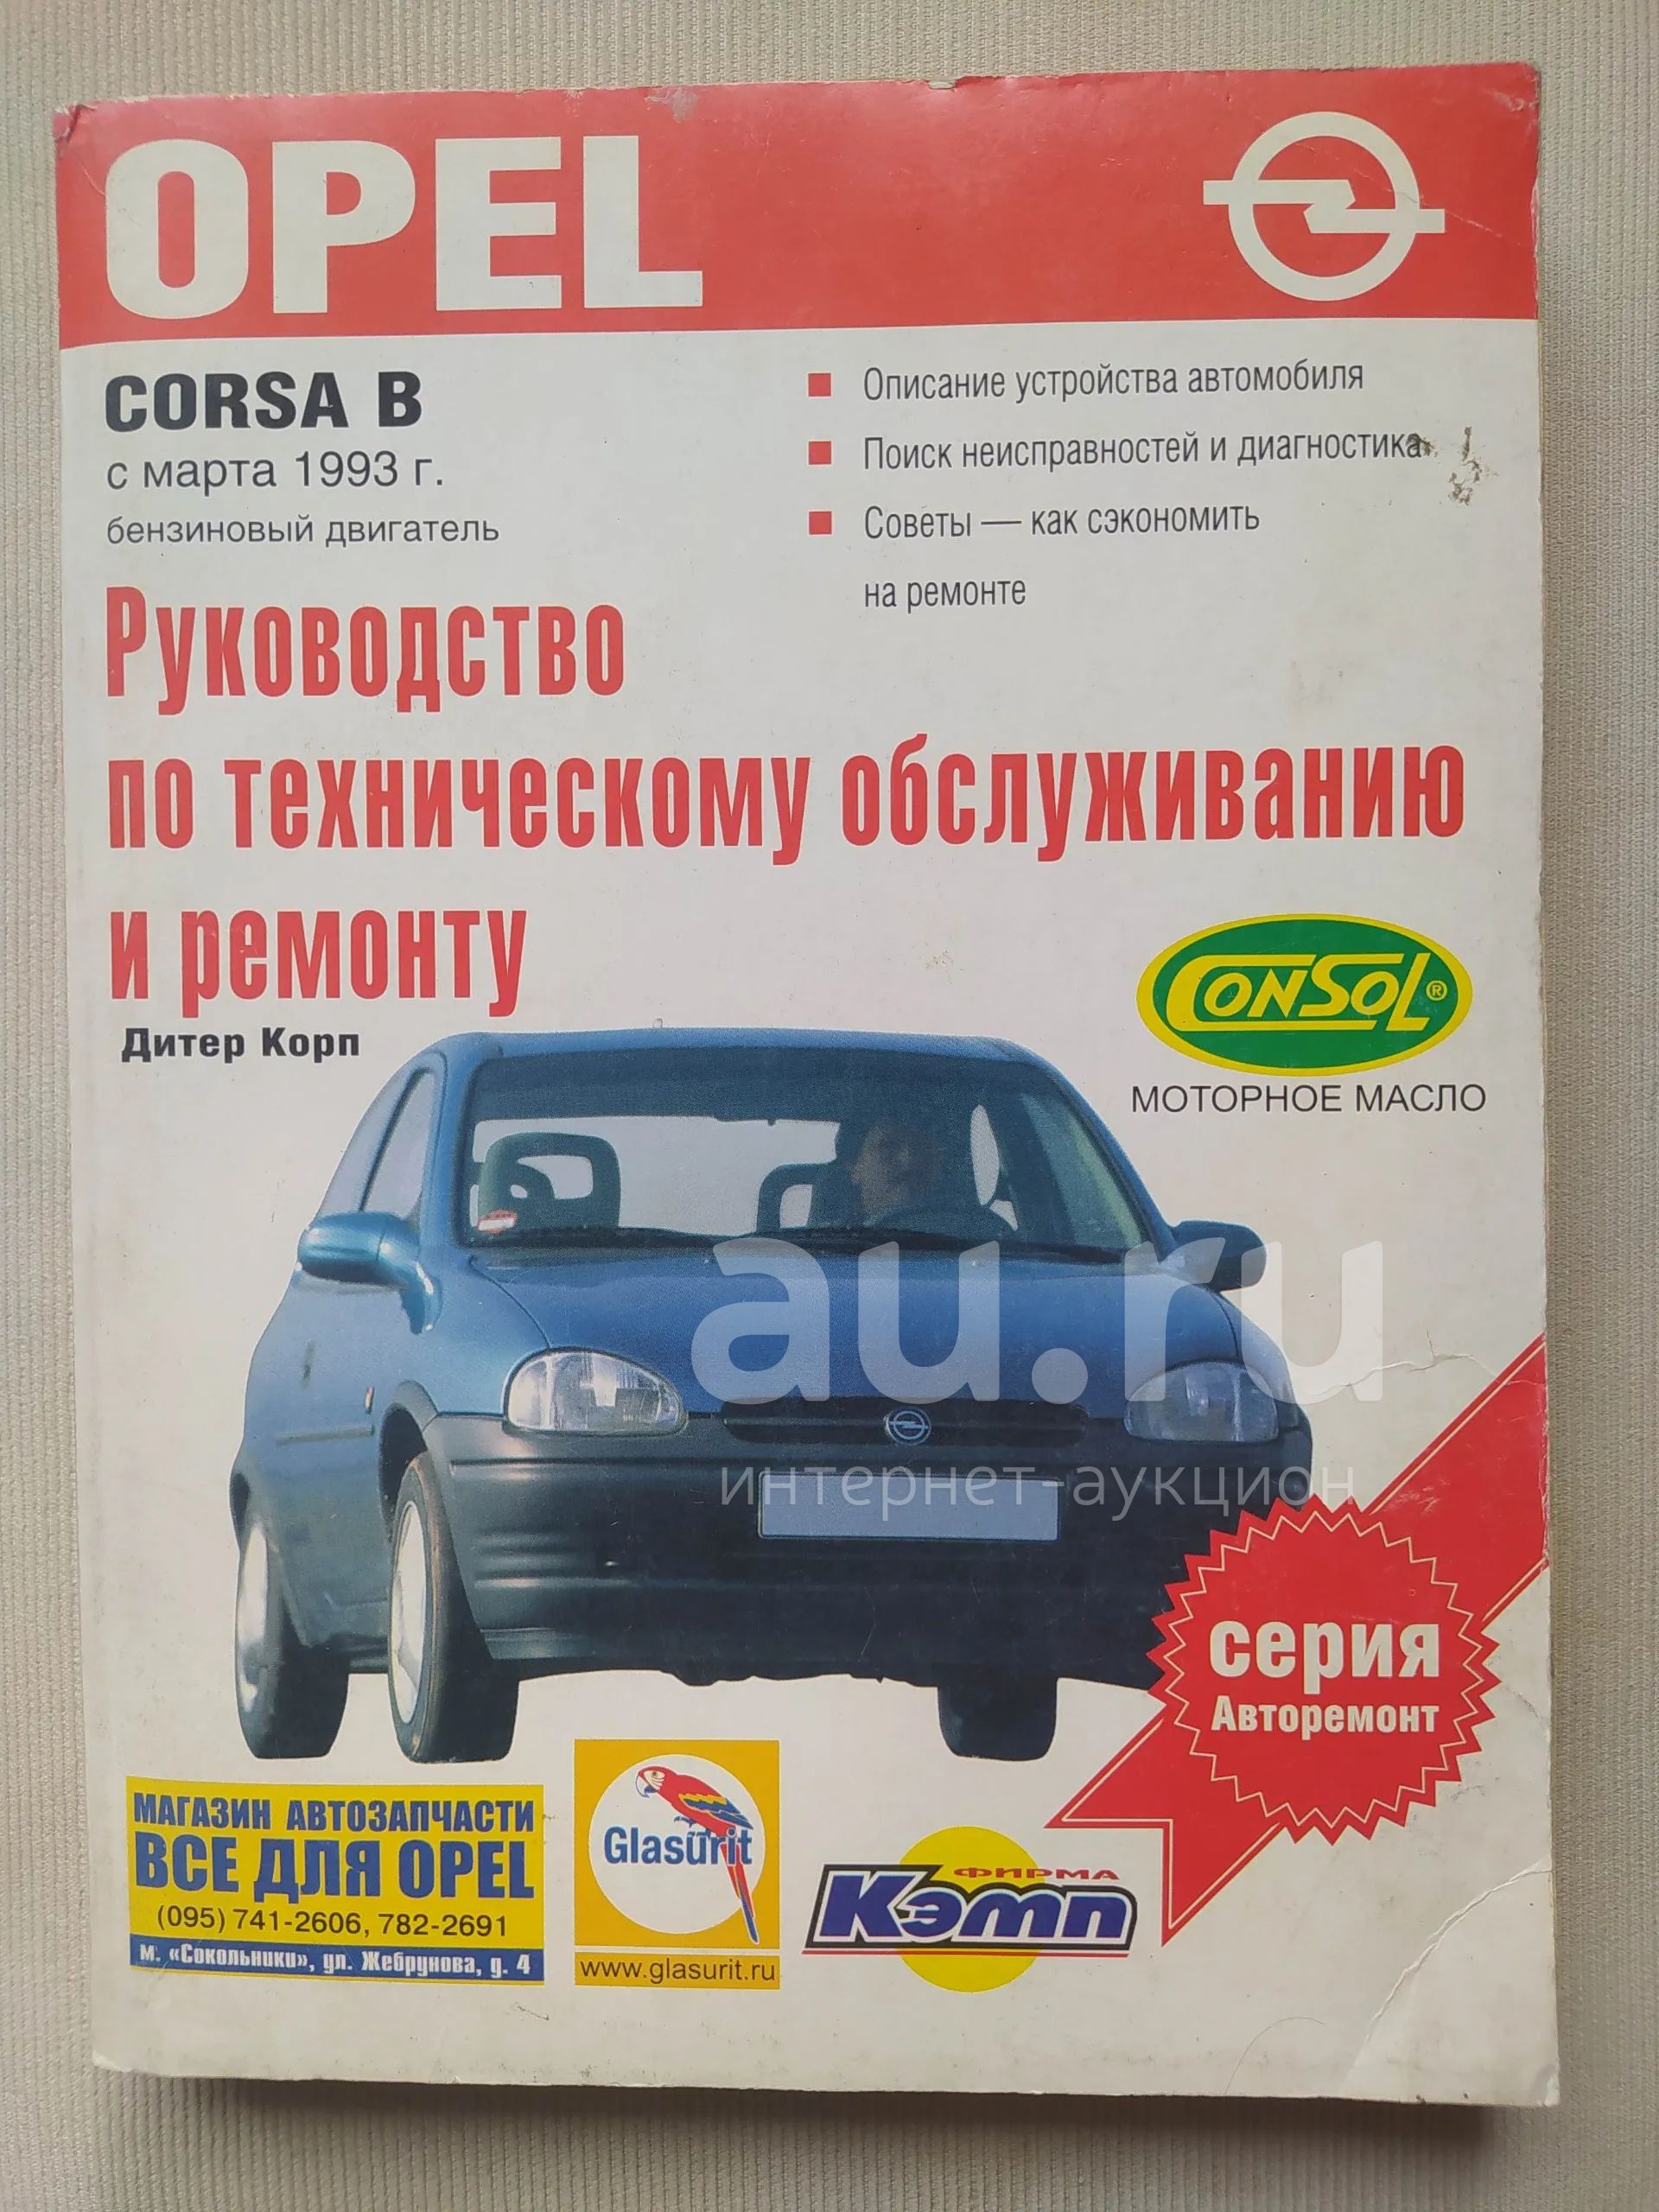 OPEL
CORSA B
с марта 1993 г.
бензиновый двигатель
Описание устройства автомобиля
Поиск неисправностей и диагностика
Советы — как сэкономить
на ремонте
Руководство
по техническому обслуживанию
и ремонту
Дитер Корп
CONSOL®
МОТОРНОЕ МАСЛО
au.ru
интернет-аукцион
серия
Авторемонт
МАГАЗИН АВТОЗАПЧАСТИ
ВСЕ ДЛЯ OPEL
(095) 741-2606, 782-2691
м. «Сокольники», ул. Жебрунова, д. 4
Glasurit
www.glasurit.ru
ФИРМА
Кэмп